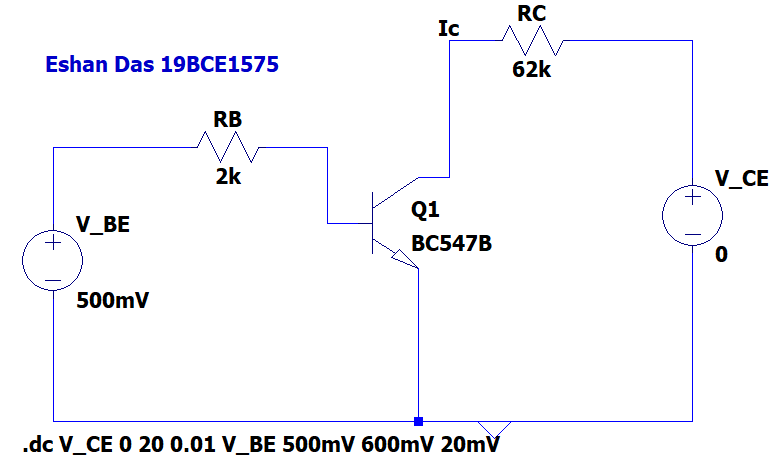 Ic
RC
62k
Eshan Das 19BCE1575
RB
2k
V_BE
500mV
Q1
BC547B
V_CE
0
.dc V_CE 0 20 0.01 V_BE 500mV 600mV 20mV